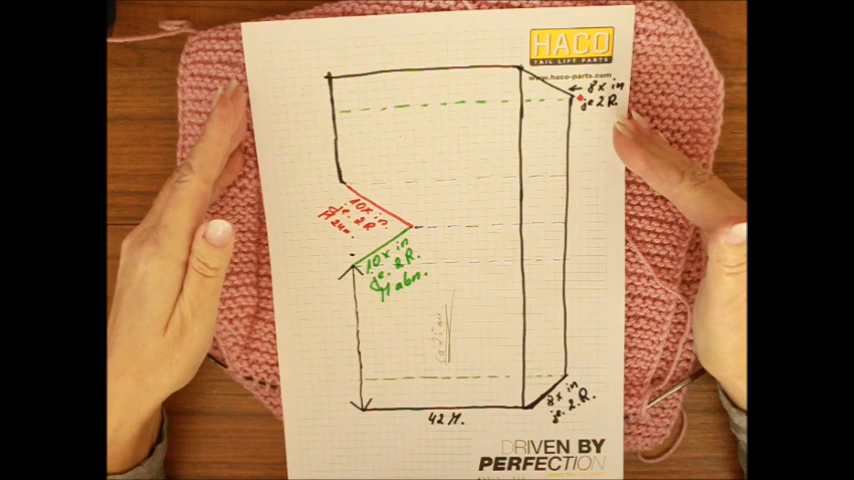 HACO
TAIL LIFT PARTS
www.haco-parts.com
← 8x in
je 2 R.
10x in
je. 2 R
M zun.
10x in
je. 2 R.
M abn.
8x in
je. 2. R.
42 M.
DRIVEN BY
PERFECTION